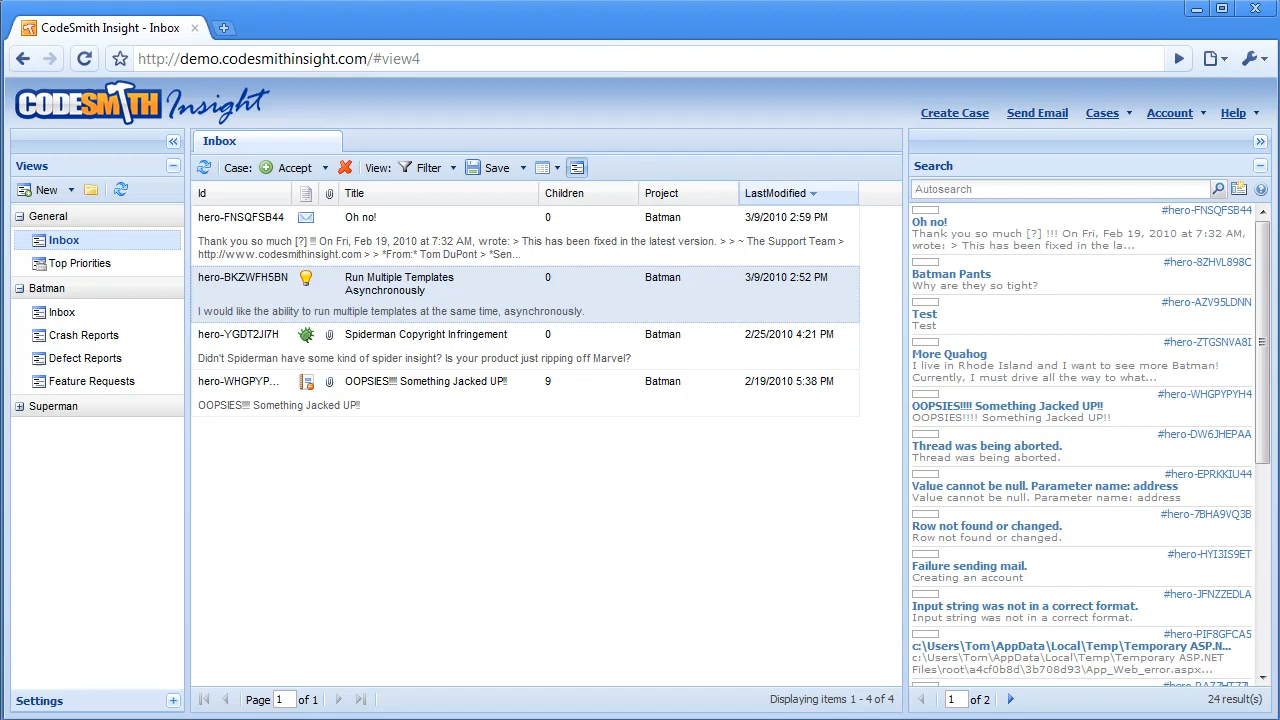 CodeSmith Insight - Inbox
http://demo.codesmithinsight.com/#view4
CODESMITH Insight
Create Case Send Email Cases Account Help
Views
New
General
Inbox
Top Priorities
Batman
Inbox
Crash Reports
Defect Reports
Feature Requests
Superman
Settings
Inbox
Case: Accept View: Filter Save
Id Title Children Project LastModified
hero-FNSQFSB44 Oh no! 0 Batman 3/9/2010 2:59 PM
Thank you so much [?] !!! On Fri, Feb 19, 2010 at 7:32 AM, wrote: > This has been fixed in the latest version. > > ~ The Support Team >
http://www.codesmithinsight.com > > *From:* Tom DuPont > *Sen...
hero-BKZWFH5BN Run Multiple Templates 0 Batman 3/9/2010 2:52 PM
Asynchronously
I would like the ability to run multiple templates at the same time, asynchronously.
hero-YGDT2JI7H Spiderman Copyright Infringement 0 Batman 2/25/2010 4:21 PM
Didn't Spiderman have some kind of spider insight? Is your product just ripping off Marvel?
hero-WHGPYP... OOPSIES!!!! Something Jacked UP!! 9 Batman 2/19/2010 5:38 PM
OOPSIES!!!! Something Jacked UP!!
Page 1 of 1 Displaying items 1 - 4 of 4
Search
Autosearch
#hero-FNSQFSB44
Oh no!
Thank you so much [?] !!! On Fri, Feb 19, 2010 at 7:32 AM,
wrote: > This has been fixed in the la...
#hero-8ZHVL898C
Batman Pants
Why are they so tight?
#hero-AZV95LDNN
Test
Test
#hero-ZTGSNVA8I
More Quahog
I live in Rhode Island and I want to see more Batman!
Currently, I must drive all the way to what...
#hero-WHGPYPYH4
OOPSIES!!!! Something Jacked UP!!
OOPSIES!!!! Something Jacked UP!!
#hero-DW6JHEPAA
Thread was being aborted.
Thread was being aborted.
#hero-EPRKKIU44
Value cannot be null. Parameter name: address
Value cannot be null. Parameter name: address
#hero-7BHA9VQ3B
Row not found or changed.
Row not found or changed.
#hero-HYI3IS9ET
Failure sending mail.
Creating an account
#hero-JFNZZEDLA
Input string was not in a correct format.
Input string was not in a correct format.
#hero-PIF8GFCA5
c:\Users\Tom\AppData\Local\Temp\Temporary ASP.N...
c:\Users\Tom\AppData\Local\Temp\Temporary ASP.NET
Files\root\a4cf0b8d\3b708d93\App_Web_error.aspx...
1 of 2 24 result(s)